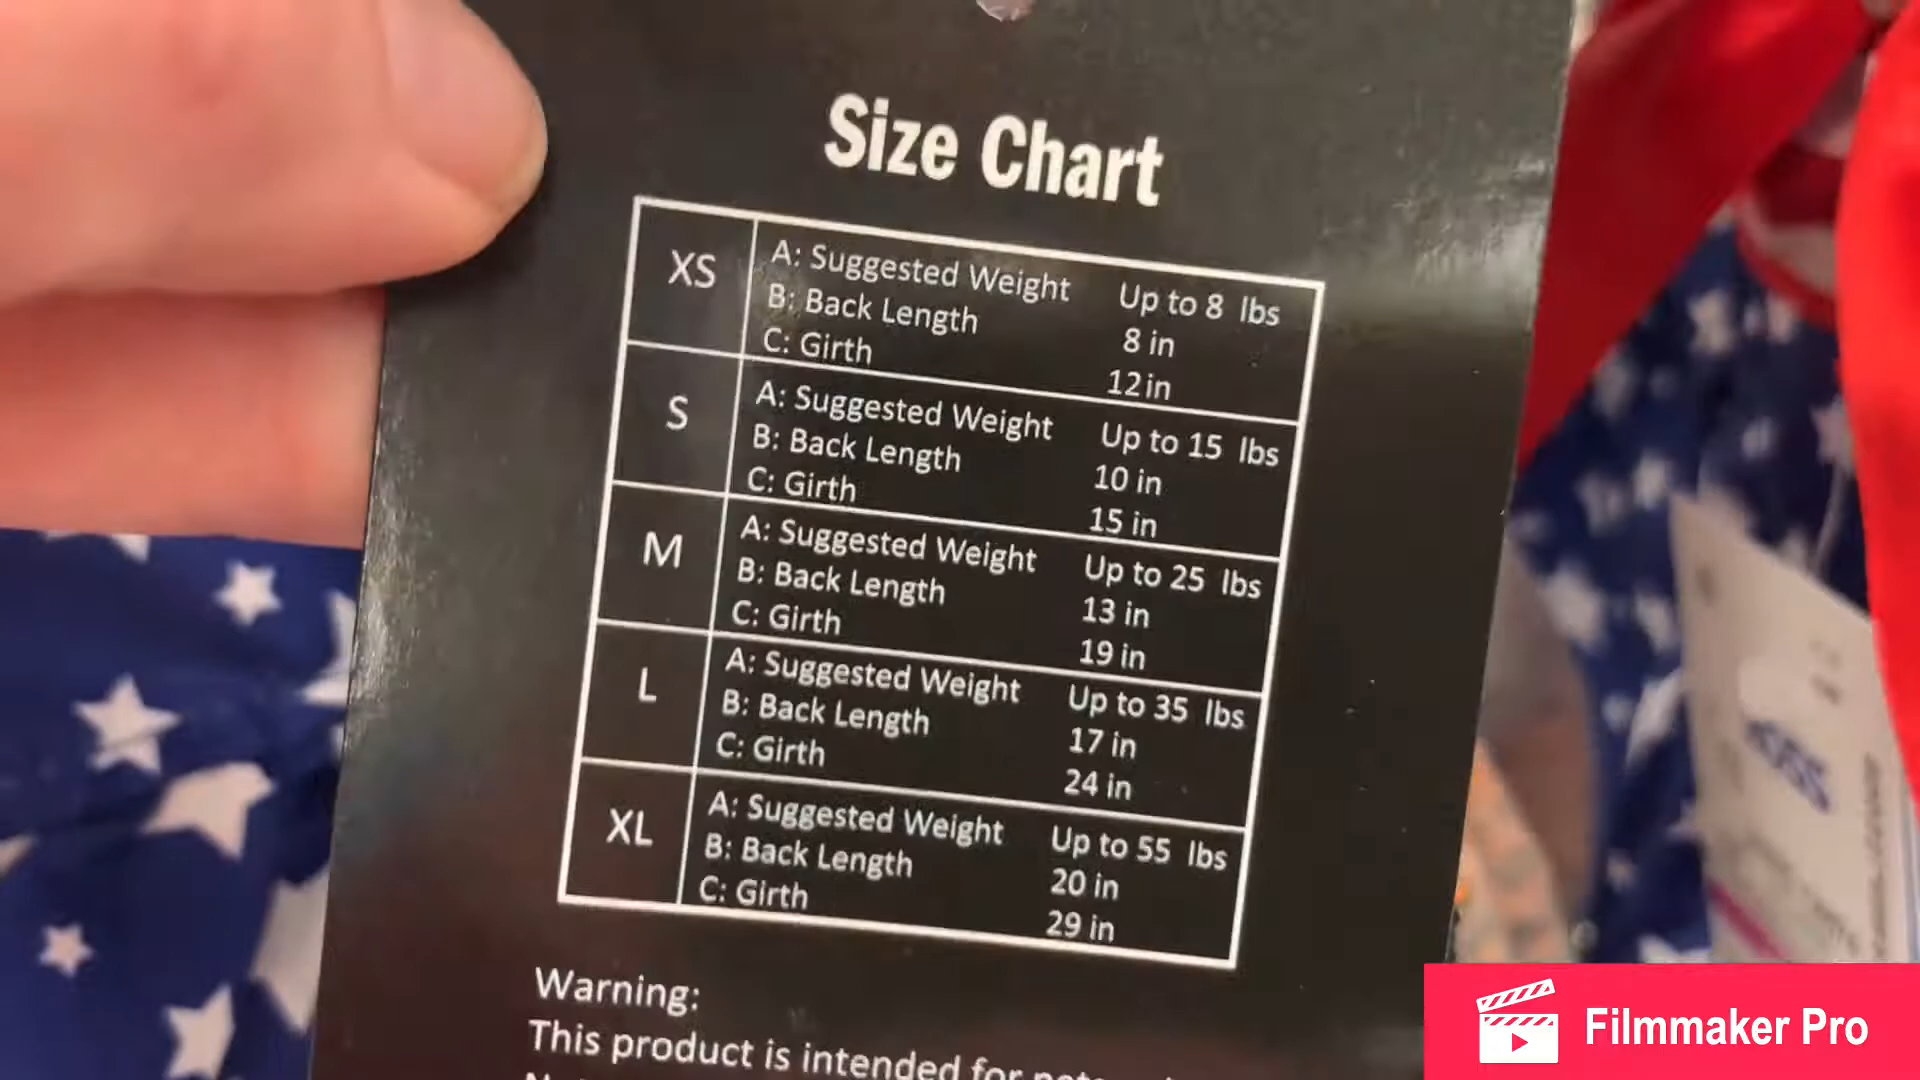 Size Chart
XS
A: Suggested Weight Up to 8 lbs
B: Back Length 8 in
C: Girth 12 in
S
A: Suggested Weight Up to 15 lbs
B: Back Length 10 in
C: Girth 15 in
M
A: Suggested Weight Up to 25 lbs
B: Back Length 13 in
C: Girth 19 in
L
A: Suggested Weight Up to 35 lbs
B: Back Length 17 in
C: Girth 24 in
XL
A: Suggested Weight Up to 55 lbs
B: Back Length 20 in
C: Girth 29 in
Warning:
This product is intended for
Filmmaker Pro